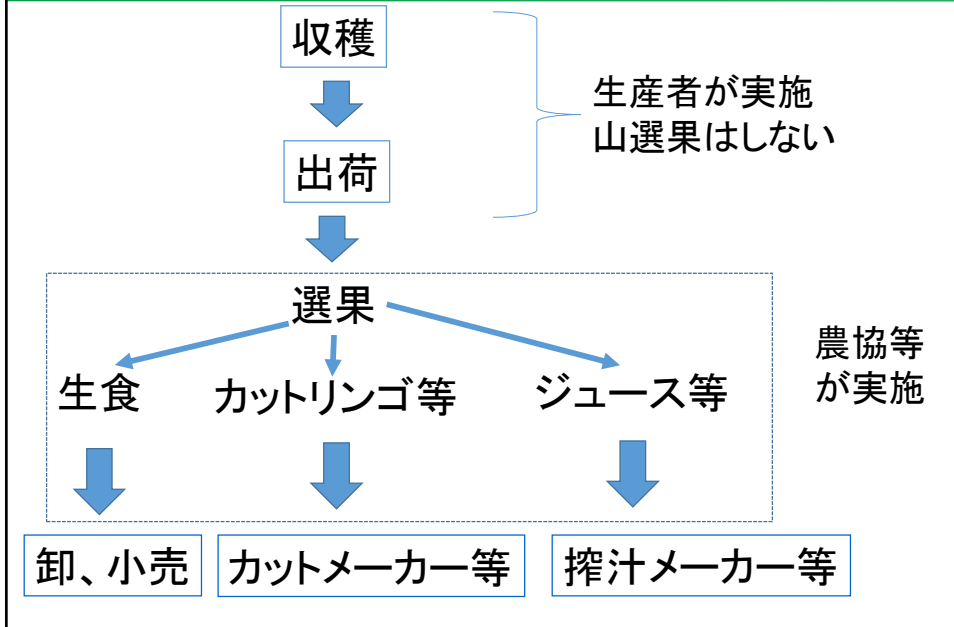 収穫
生産者が実施
山選果はしない
出荷
選果
生食
カットリンゴ等
ジュース等
農協等
が実施
卸、小売
カットメーカー等
搾汁メーカー等